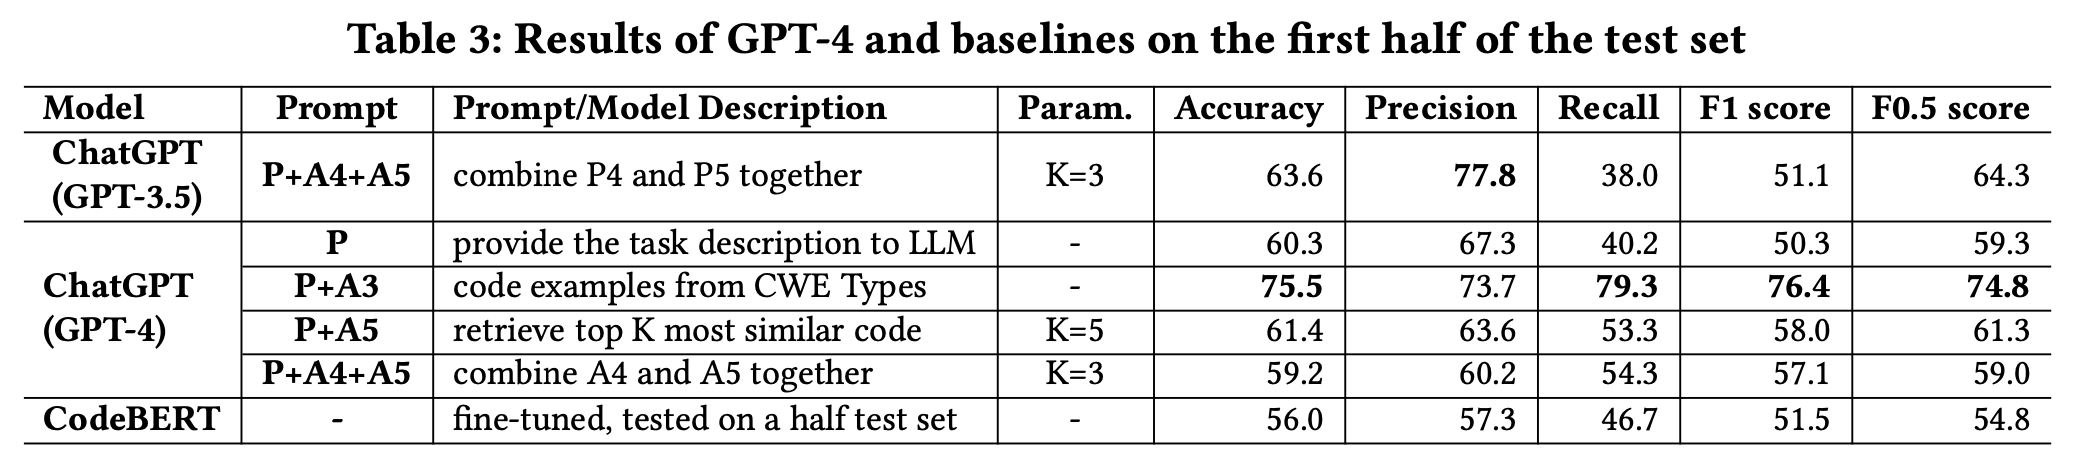 Table 3: Results of GPT-4 and baselines on the first half of the test set
Model Prompt Prompt/Model Description Param. Accuracy Precision Recall F1 score F0.5 score
ChatGPT (GPT-3.5) P+A4+A5 combine P4 and P5 together K=3 63.6 77.8 38.0 51.1 64.3
ChatGPT (GPT-4) P provide the task description to LLM - 60.3 67.3 40.2 50.3 59.3
P+A3 code examples from CWE Types - 75.5 73.7 79.3 76.4 74.8
P+A5 retrieve top K most similar code K=5 61.4 63.6 53.3 58.0 61.3
P+A4+A5 combine A4 and A5 together K=3 59.2 60.2 54.3 57.1 59.0
CodeBERT - fine-tuned, tested on a half test set - 56.0 57.3 46.7 51.5 54.8